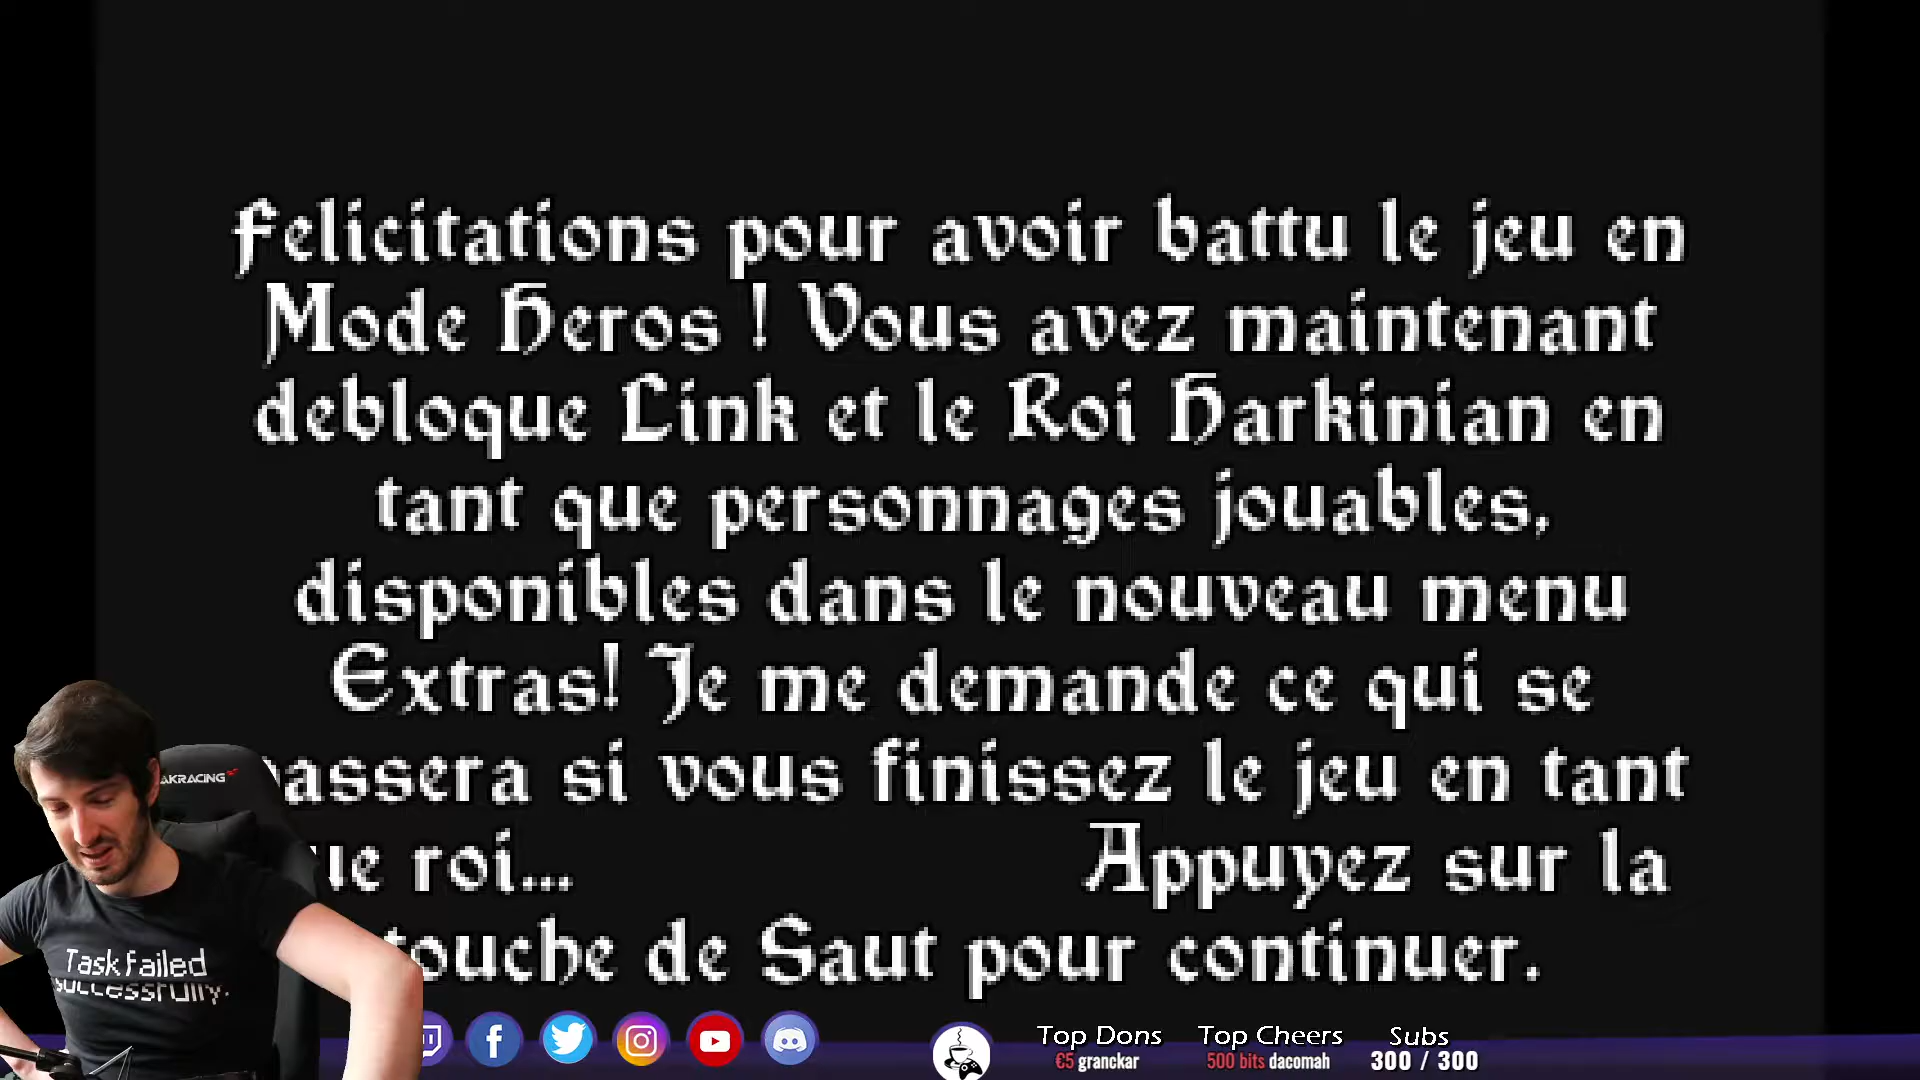 Felicitations pour avoir battu le jeu en
Mode Heros ! Vous avez maintenant
debloque Link et le Roi Harkinian en
tant que personnages jouables,
disponibles dans le nouveau menu
Extras! Je me demande ce qui se
passera si vous finissez le jeu en tant
que roi... Appuyez sur la
touche de Saut pour continuer.
AKRACING
Task failed
successfully.
Top Dons
€5 granckar
Top Cheers
500 bits dacomah
Subs
300 / 300